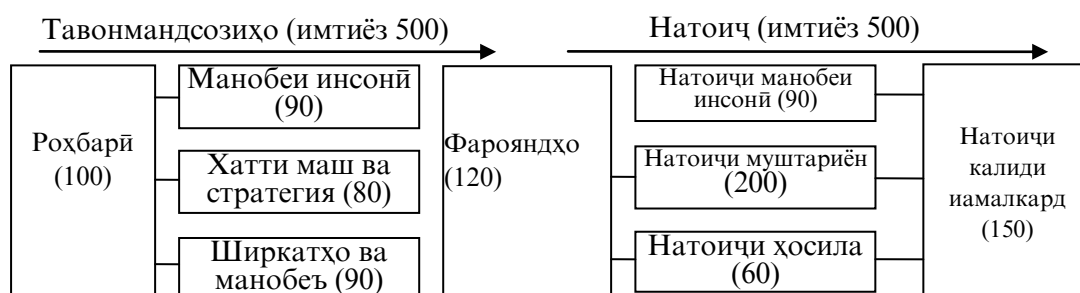 Тавонмандсозиҳо (имтиёз 500)
Натоиҷ (имтиёз 500)
Роҳбарӣ
(100)
Манобеи инсонӣ
(90)
Хатти маш ва
стратегия (80)
Ширкатҳо ва
манобеъ (90)
Фарояндҳо
(120)
Натоиҷи манобеи
инсонӣ (90)
Натоиҷи муштариён
(200)
Натоиҷи ҳосила
(60)
Натоиҷи
калиди
иамалкард
(150)